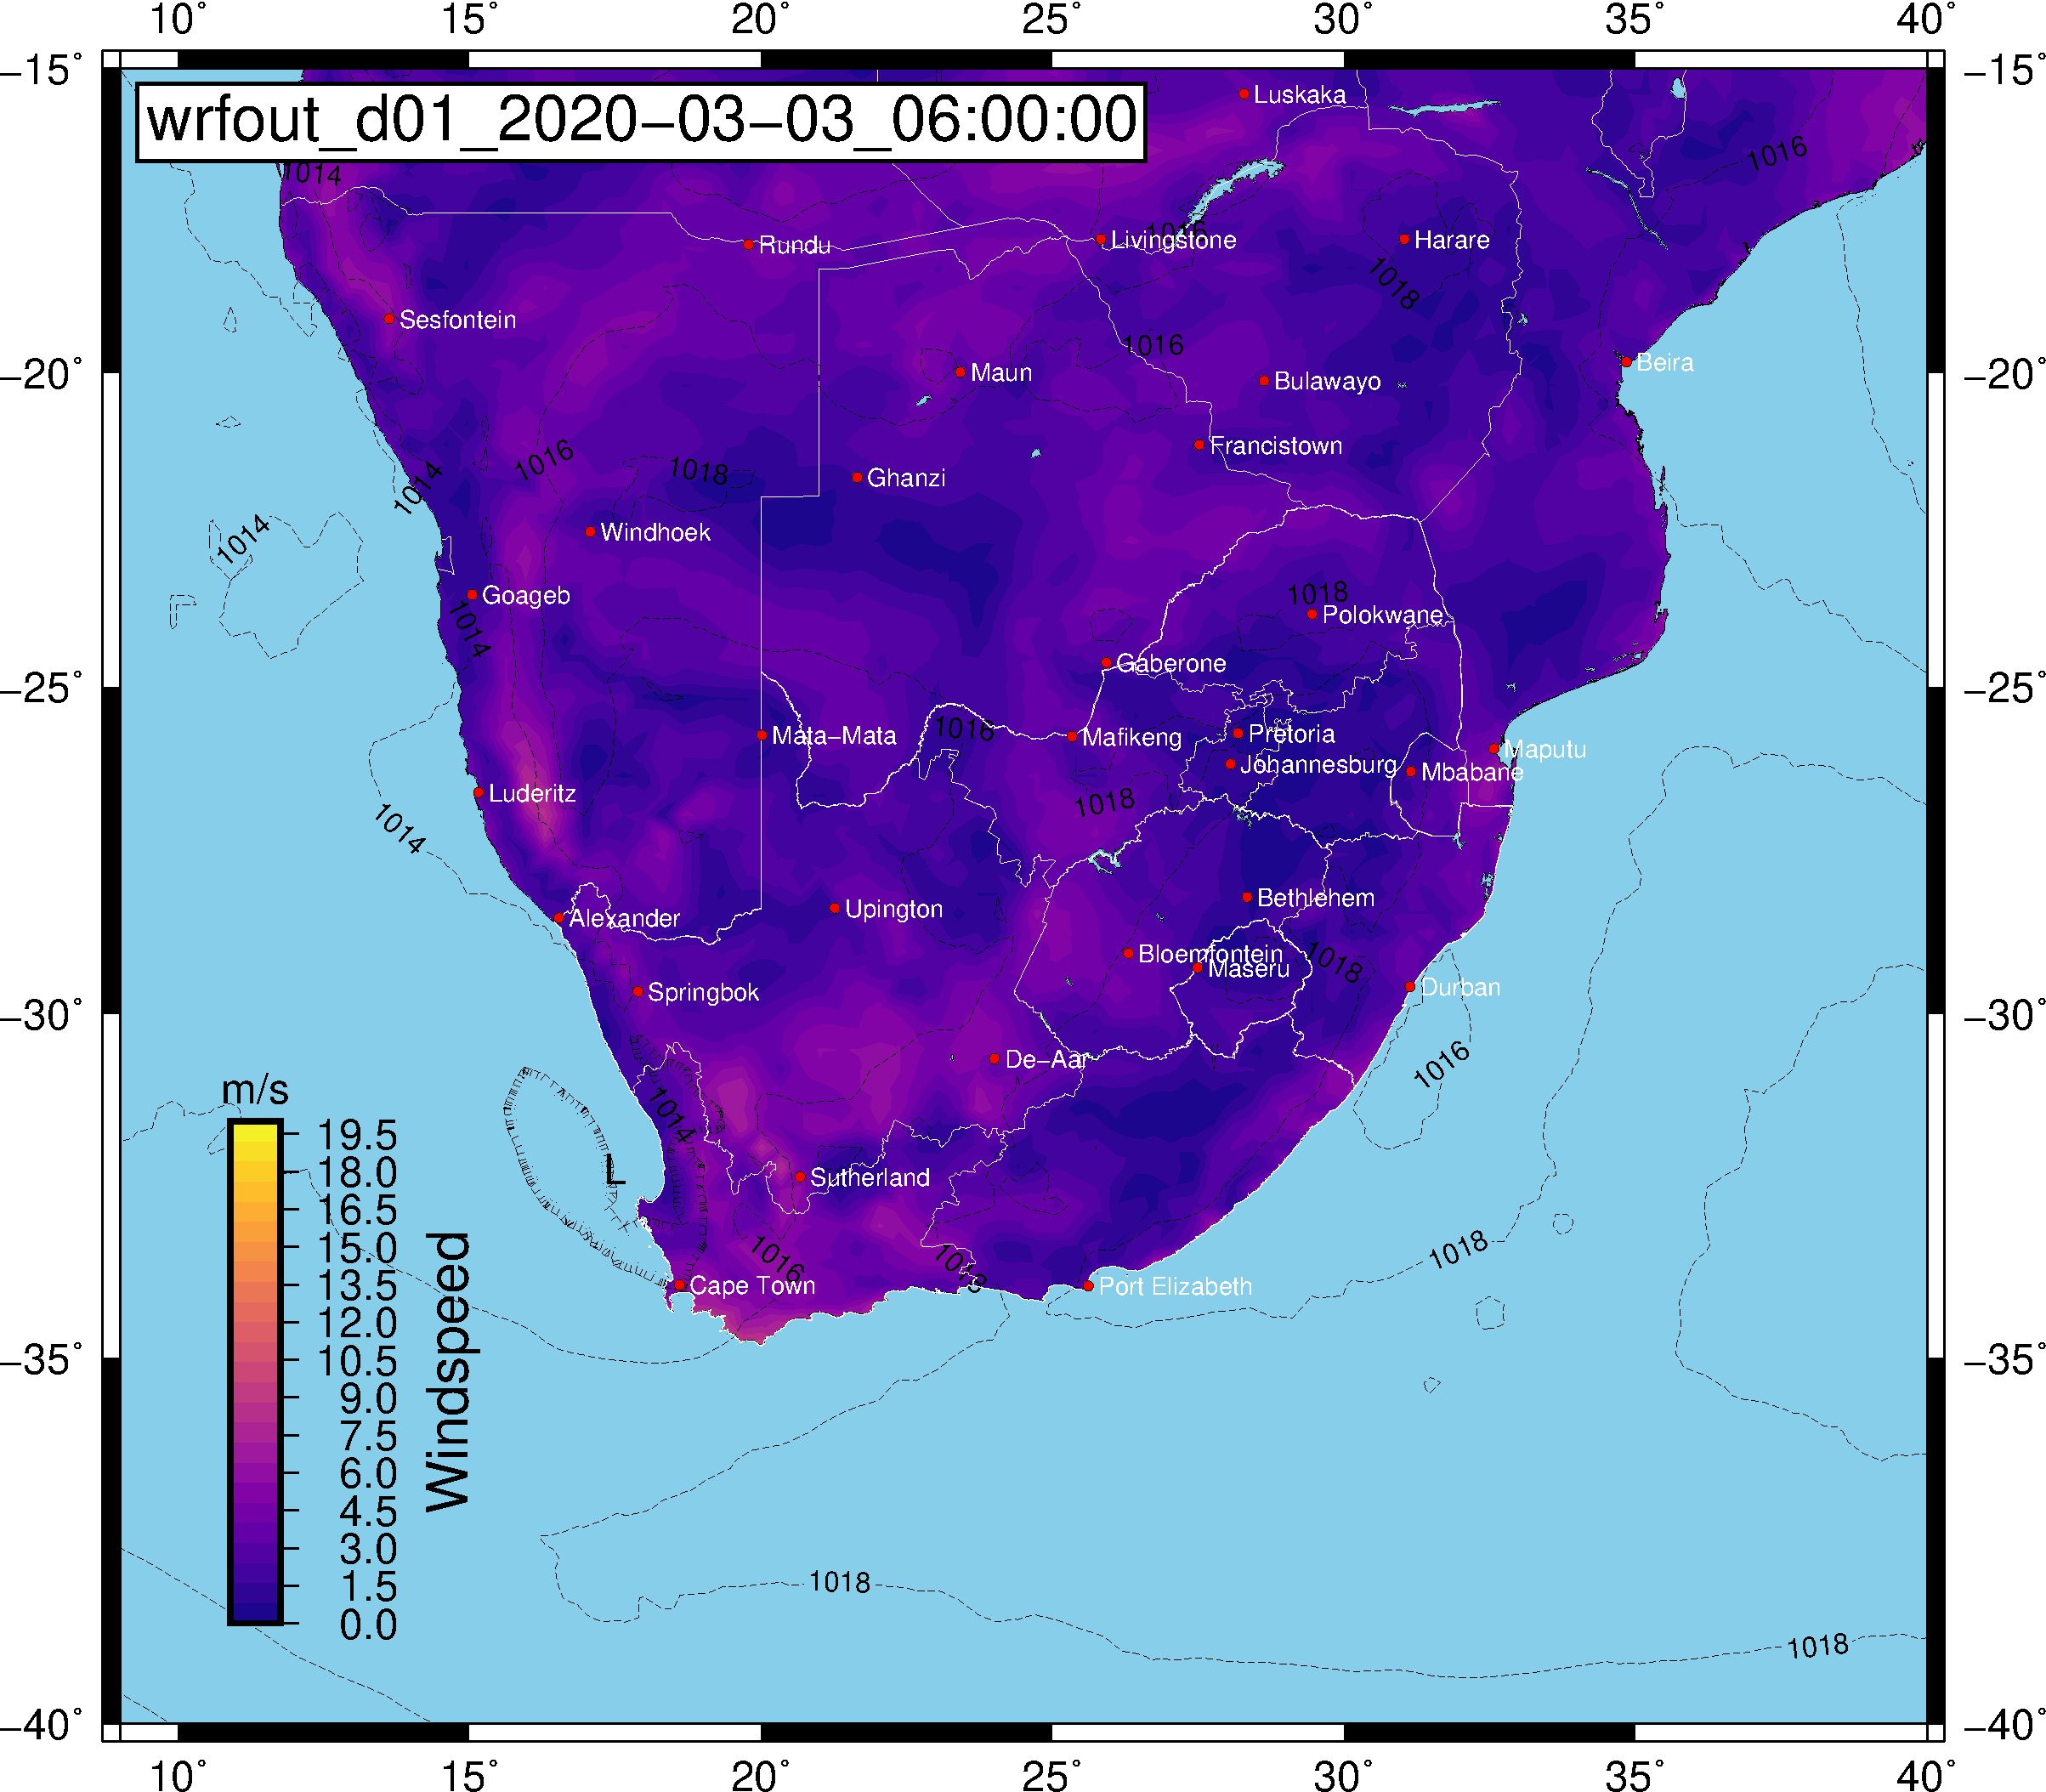 10° 15° 20° 25° 30° 35° 40°
−15° −15°
wrfout_d01_2020−03−03_06:00:00
Luskaka
1016
1014
1016
Rundu
Livingstone
Harare
1018
Sesfontein
1016
Beira
−20° −20°
Maun
Bulawayo
Francistown
1016
1018
Ghanzi
1014
1014
Windhoek
Goageb
1018
Polokwane
1014
Gaberone
−25° −25°
1016
Mata−Mata
Mafikeng
Pretoria
Maputu
Johannesburg
Mbabane
Luderitz
1018
1014
Bethlehem
Upington
Alexander
Bloemfontein
1018
Maseru
Springbok
Durban
−30° −30°
De−Aar
1016
m/s
1014
19.5
18.0
16.5
15.0
13.5
12.0
10.5
9.0
7.5
6.0
4.5
3.0
1.5
0.0
Windspeed
L
Sutherland
1016
1018
1018
Cape Town
Port Elizabeth
−35° −35°
1018
1018
−40° −40°
10° 15° 20° 25° 30° 35° 40°